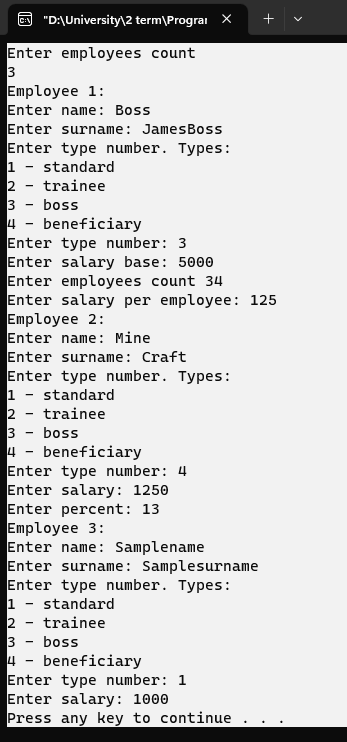 "D:\University\2 term\Program
Enter employees count
3
Employee 1:
Enter name: Boss
Enter surname: JamesBoss
Enter type number. Types:
1 - standard
2 - trainee
3 - boss
4 - beneficiary
Enter type number: 3
Enter salary base: 5000
Enter employees count 34
Enter salary per employee: 125
Employee 2:
Enter name: Mine
Enter surname: Craft
Enter type number. Types:
1 - standard
2 - trainee
3 - boss
4 - beneficiary
Enter type number: 4
Enter salary: 1250
Enter percent: 13
Employee 3:
Enter name: Samplename
Enter surname: Samplesurname
Enter type number. Types:
1 - standard
2 - trainee
3 - boss
4 - beneficiary
Enter type number: 1
Enter salary: 1000
Press any key to continue . . .